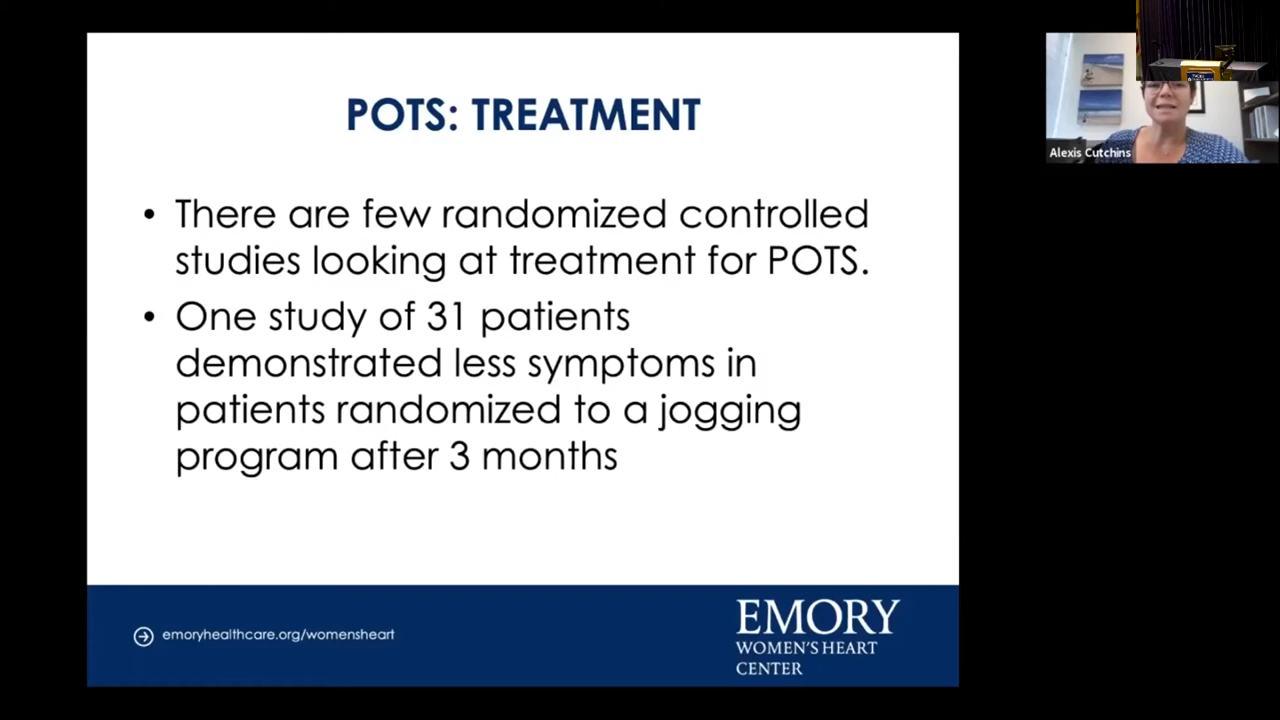 POTS: TREATMENT
• There are few randomized controlled
studies looking at treatment for POTS.
• One study of 31 patients
demonstrated less symptoms in
patients randomized to a jogging
program after 3 months
emoryhealthcare.org/womensheart
EMORY
WOMEN'S HEART
CENTER
Alexis Cutchins